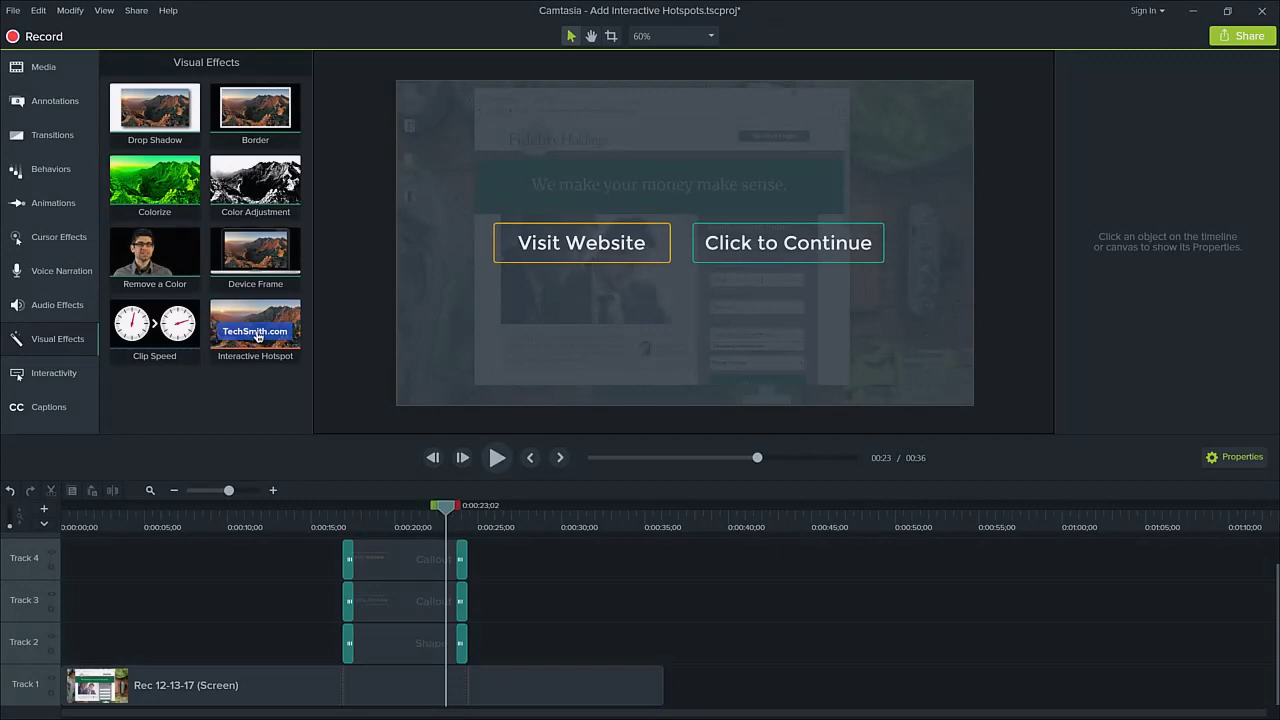 File Edit Modify View Share Help
Camtasia - Add Interactive Hotspots.tscproj*
Sign In
Record
60%
Share
Media
Annotations
Transitions
Behaviors
Animations
Cursor Effects
Voice Narration
Audio Effects
Visual Effects
Interactivity
CC Captions
Visual Effects
Drop Shadow
Border
Colorize
Color Adjustment
Remove a Color
Device Frame
TechSmith.com
Clip Speed
Interactive Hotspot
Fidelity Holdings
We make your money make sense.
Visit Website
Click to Continue
Click an object on the timeline
or canvas to show its Properties.
00:23 / 00:36
Properties
0:00:23;02
0:00:00;00 0:00:05;00 0:00:10;00 0:00:15;00 0:00:20;00 0:00:25;00 0:00:30;00 0:00:35;00 0:00:40;00 0:00:45;00 0:00:50;00 0:00:55;00 0:01:00;00 0:01:05;00 0:01:10;00
Track 4
Callou
Track 3
Callou
Track 2
Shap
Track 1
Rec 12-13-17 (Screen)